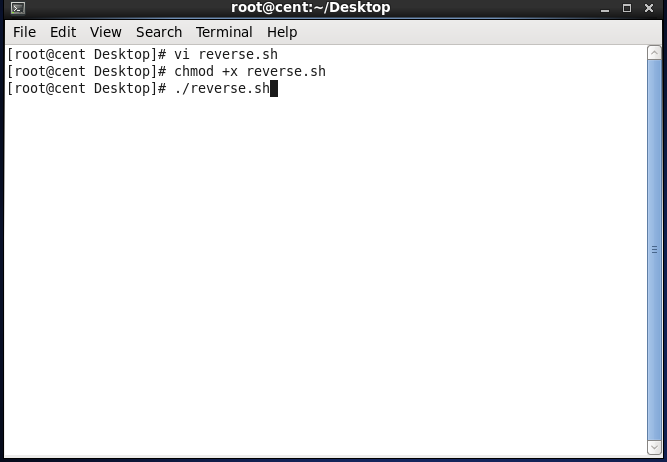 root@cent:~/Desktop
File Edit View Search Terminal Help
[root@cent Desktop]# vi reverse.sh
[root@cent Desktop]# chmod +x reverse.sh
[root@cent Desktop]# ./reverse.sh